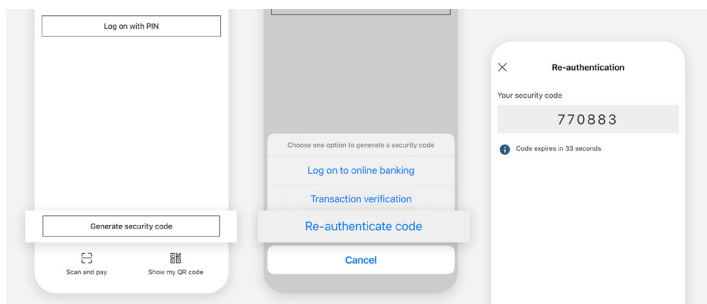 Log on with PIN
Generate security code
Scan and pay
Show my QR code
Choose one option to generate a security code
Log on to online banking
Transaction verification
Re-authenticate code
Cancel
Re-authentication
Your security code
770883
Code expires in 33 seconds